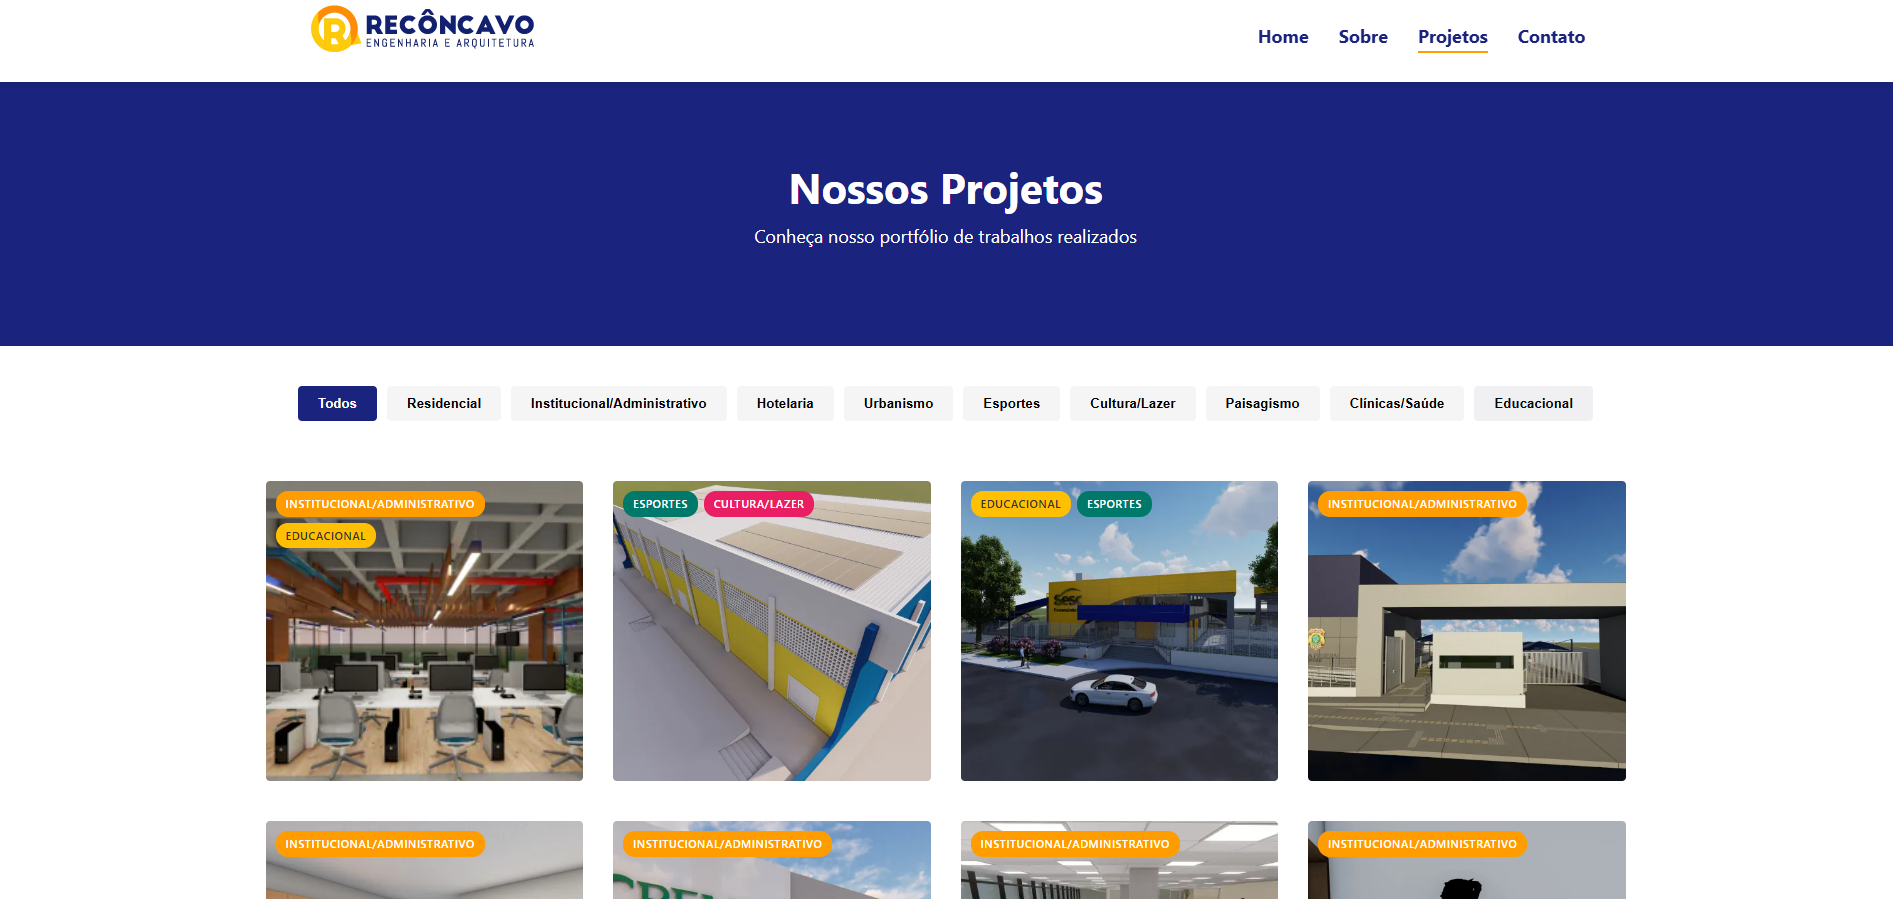 RECÔNCAVO
ENGENHARIA E ARQUITETURA
Home Sobre Projetos Contato
Nossos Projetos
Conheça nosso portfólio de trabalhos realizados
Todos Residencial Institucional/Administrativo Hotelaria Urbanismo Esportes Cultura/Lazer Paisagismo Clínicas/Saúde Educacional
INSTITUCIONAL/ADMINISTRATIVO
EDUCACIONAL
ESPORTES CULTURA/LAZER
EDUCACIONAL ESPORTES
sesc
INSTITUCIONAL/ADMINISTRATIVO
INSTITUCIONAL/ADMINISTRATIVO
INSTITUCIONAL/ADMINISTRATIVO
INSTITUCIONAL/ADMINISTRATIVO
INSTITUCIONAL/ADMINISTRATIVO